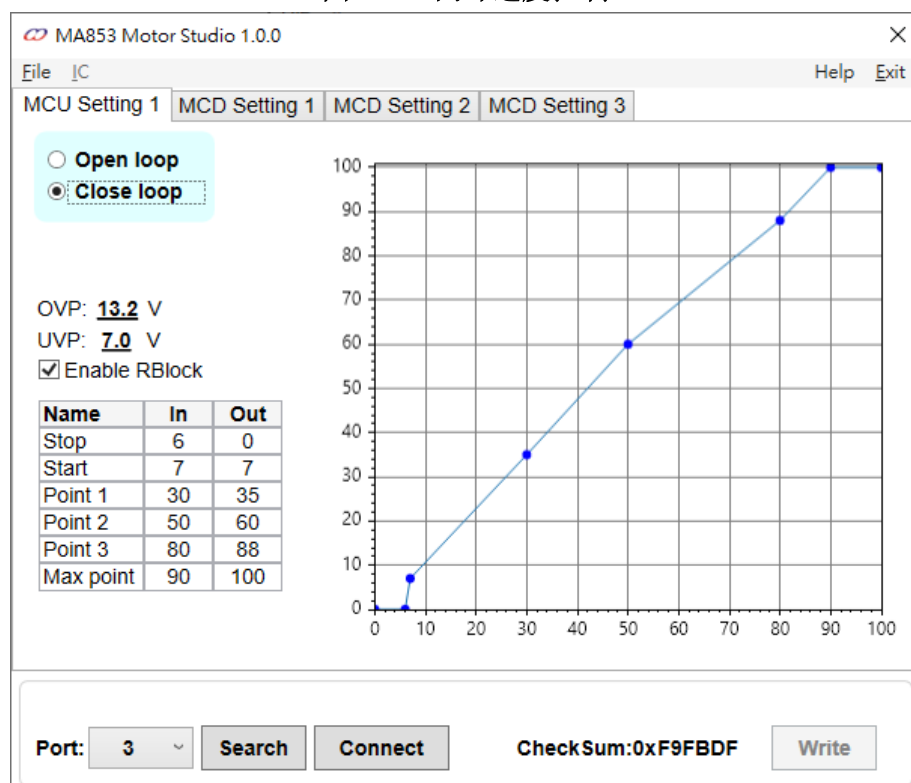 MA853 Motor Studio 1.0.0
File IC Help Exit
MCU Setting 1 MCD Setting 1 MCD Setting 2 MCD Setting 3
Open loop
Close loop
OVP: 13.2 V
UVP: 7.0 V
Enable RBlock
Name In Out
Stop 6 0
Start 7 7
Point 1 30 35
Point 2 50 60
Point 3 80 88
Max point 90 100
100
90
80
70
60
50
40
30
20
10
0
0 10 20 30 40 50 60 70 80 90 100
Port: 3 Search Connect CheckSum:0xF9FBDF Write